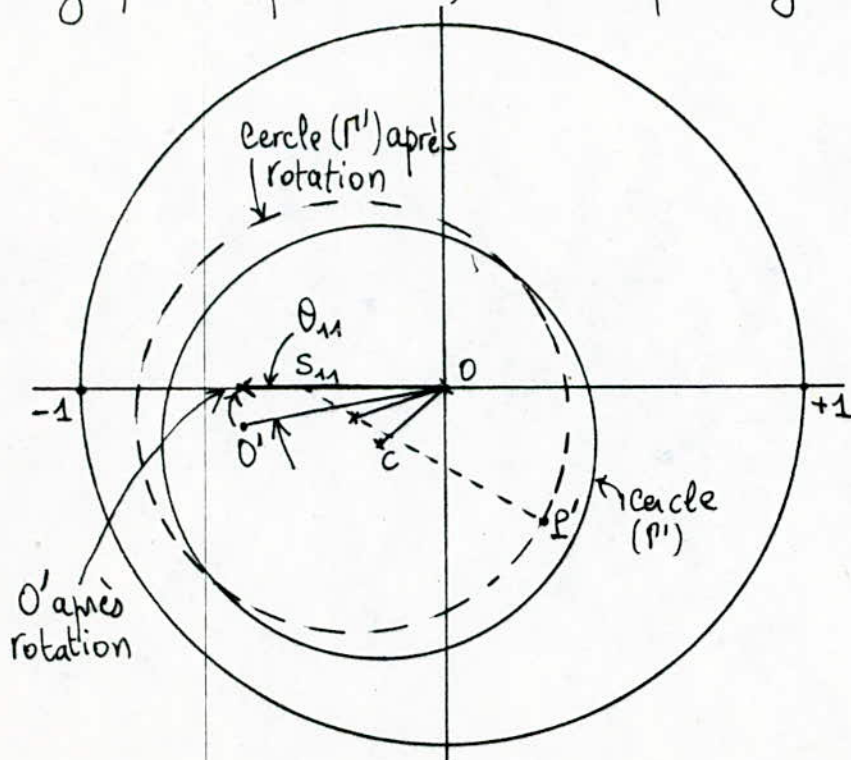 cercle (Γ') après
rotation
θ₁₁
S₁₁
O
-1
+1
O'
C
P'
cercle
(Γ')
O' après
rotation